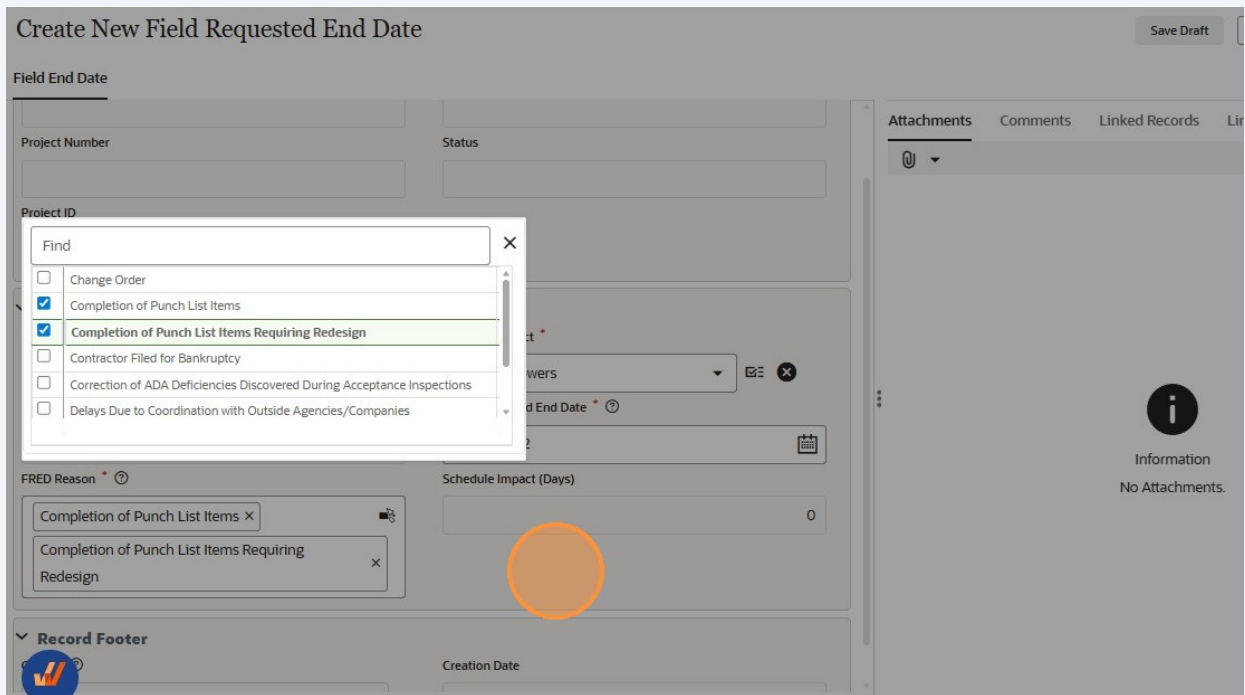 Create New Field Requested End Date
Save Draft
Field End Date
Attachments
Comments
Linked Records
Project Number
Status
Project ID
Find
Change Order
Completion of Punch List Items
Completion of Punch List Items Requiring Redesign
Contractor Filed for Bankruptcy
Correction of ADA Deficiencies Discovered During Acceptance Inspections
Delays Due to Coordination with Outside Agencies/Companies
End Date *
FRED Reason *
Schedule Impact (Days)
0
Completion of Punch List Items
Completion of Punch List Items Requiring
Redesign
Information
No Attachments.
Record Footer
Creation Date